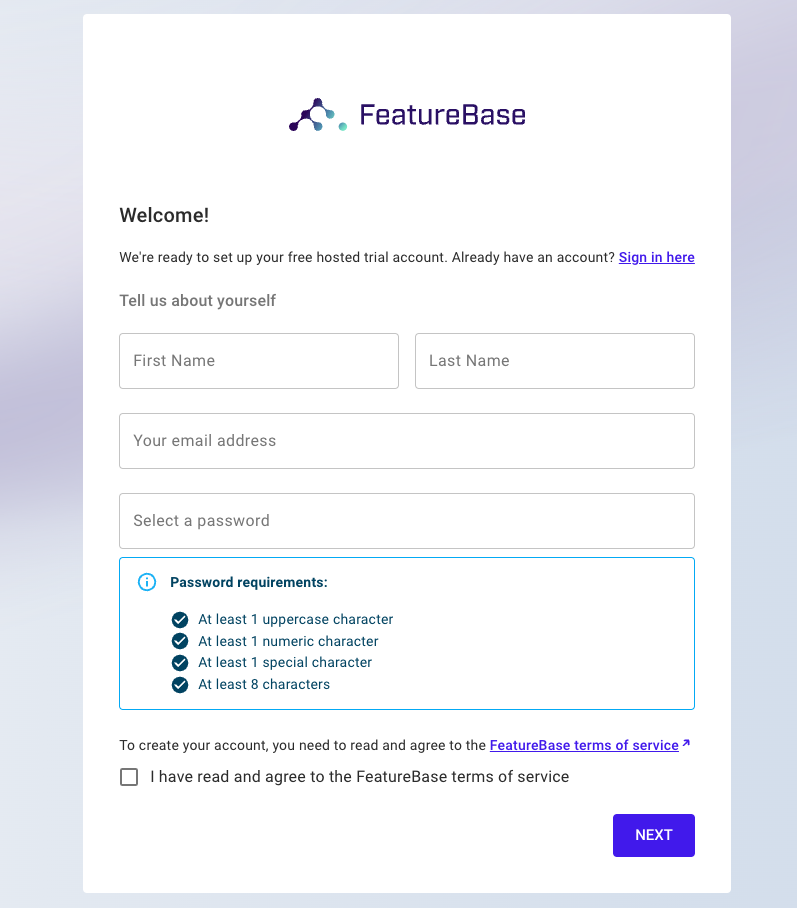 FeatureBase
Welcome!
We're ready to set up your free hosted trial account. Already have an account? Sign in here
Tell us about yourself
First Name
Last Name
Your email address
Select a password
Password requirements:
At least 1 uppercase character
At least 1 numeric character
At least 1 special character
At least 8 characters
To create your account, you need to read and agree to the FeatureBase terms of service
I have read and agree to the FeatureBase terms of service
NEXT